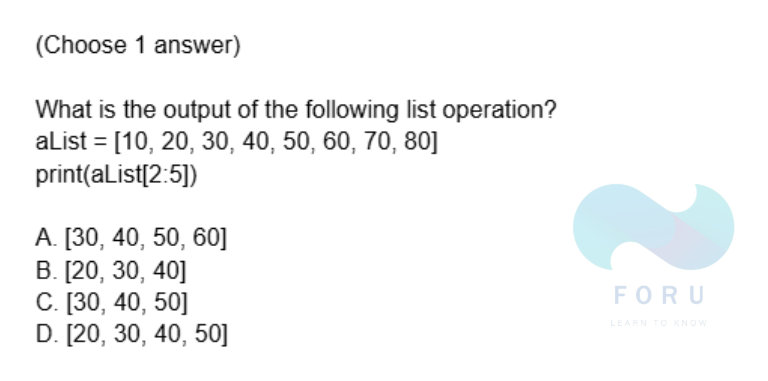 (Choose 1 answer)
What is the output of the following list operation?
aList = [10, 20, 30, 40, 50, 60, 70, 80]
print(aList[2:5])
A. [30, 40, 50, 60]
B. [20, 30, 40]
C. [30, 40, 50]
D. [20, 30, 40, 50]
FORU
LEARN TO KNOW